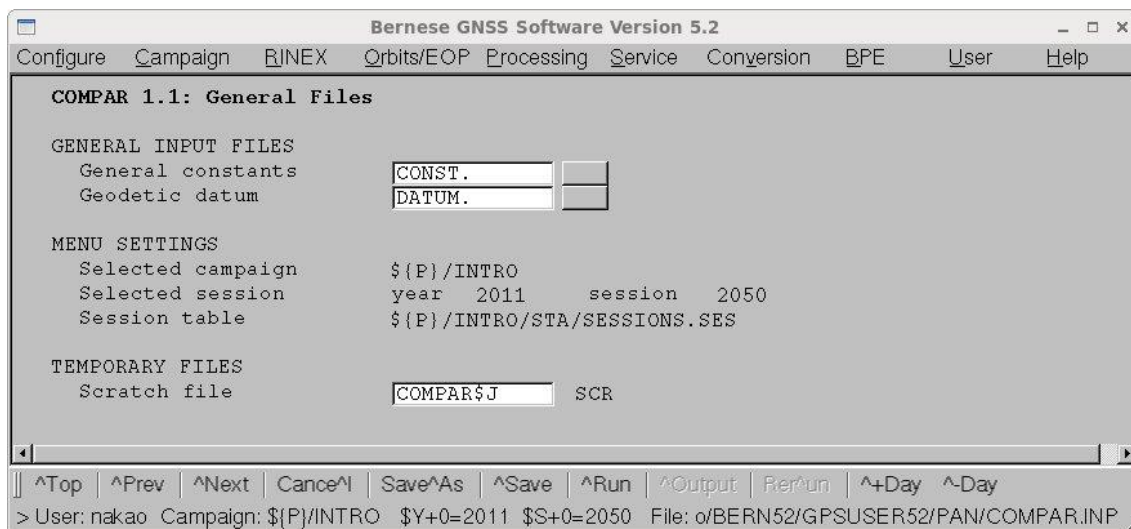 Bernese GNSS Software Version 5.2
Configure Campaign RINEX Orbits/EOP Processing Service Conversion BPE User Help
COMPAR 1.1: General Files
GENERAL INPUT FILES
General constants CONST.
Geodetic datum DATUM.
MENU SETTINGS
Selected campaign ${P}/INTRO
Selected session year 2011 session 2050
Session table ${P}/INTRO/STA/SESSIONS.SES
TEMPORARY FILES
Scratch file COMPAR$J SCR
^Top ^Prev ^Next Cance^l Save^As ^Save ^Run ^Output Rer^un ^+Day ^-Day
> User: nakao Campaign: ${P}/INTRO $Y+0=2011 $S+0=2050 File: o/BERN52/GPSUSER52/PAN/COMPAR.INP